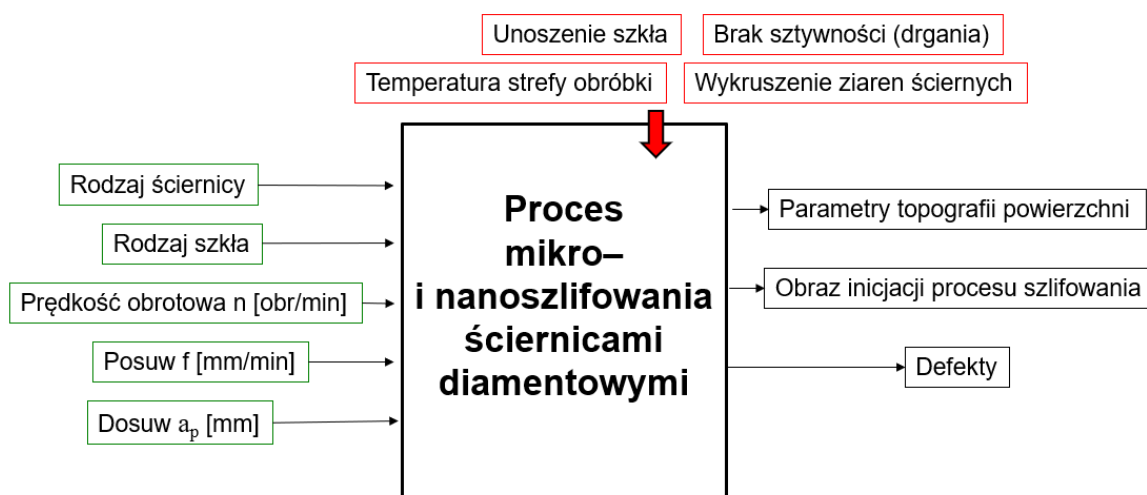 Unoszenie szkła
Brak sztywności (drgania)
Temperatura strefy obróbki
Wykruszenie ziaren ściernych
Rodzaj ściernicy
Rodzaj szkła
Prędkość obrotowa n [obr/min]
Posuw f [mm/min]
Dosuw aₚ [mm]
Proces
mikro–
i nanoszlifowania
ściernicami
diamentowymi
Parametry topografii powierzchni
Obraz inicjacji procesu szlifowania
Defekty